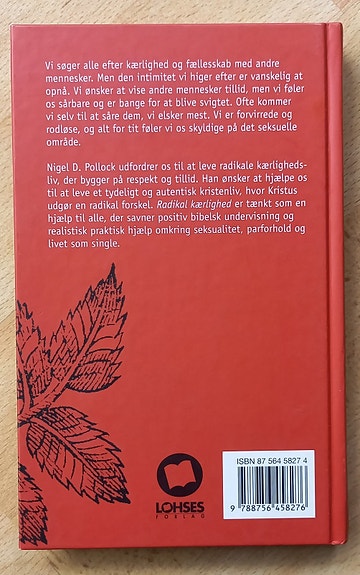 Vi søger alle efter kærlighed og fællesskab med andre
mennesker. Men den intimitet vi higer efter er vanskelig at
opnå. Vi ønsker at vise andre mennesker tillid, men vi føler
os sårbare og er bange for at blive svigtet. Ofte kommer
vi selv til at såre dem, vi elsker mest. Vi er forvirrede og
rodløse, og alt for tit føler vi os skyldige på det seksuelle
område.
Nigel D. Pollock udfordrer os til at leve radikale kærligheds-
liv, der bygger på respekt og tillid. Han ønsker at hjælpe os
til at leve et tydeligt og autentisk kristenliv, hvor Kristus
udgør en radikal forskel. Radikal kærlighed er tænkt som en
hjælp til alle, der savner positiv bibelsk undervisning og
realistisk praktisk hjælp omkring seksualitet, parforhold og
livet som single.
LOHSES
FORLAG
ISBN 87 564 5827 4
9 788756 458276